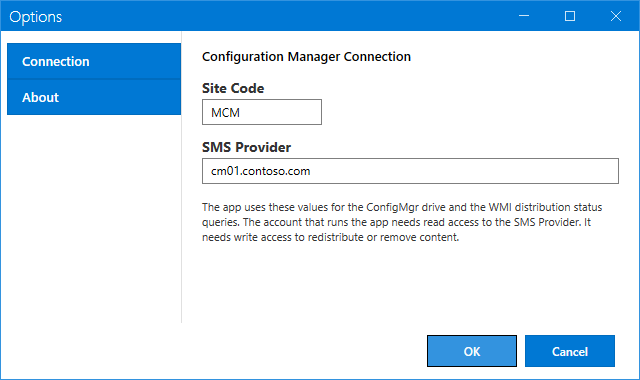 Options
Connection
About
Configuration Manager Connection
Site Code
MCM
SMS Provider
cm01.contoso.com
The app uses these values for the ConfigMgr drive and the WMI distribution status
queries. The account that runs the app needs read access to the SMS Provider. It
needs write access to redistribute or remove content.
OK
Cancel